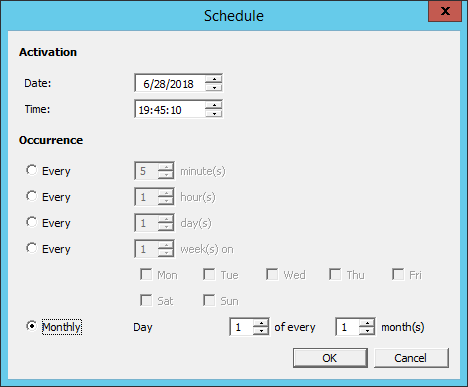 Schedule
Activation
Date: 6/28/2018
Time: 19:45:10
Occurrence
Every 5 minute(s)
Every 1 hour(s)
Every 1 day(s)
Every 1 week(s) on
Mon Tue Wed Thu Fri
Sat Sun
Monthly Day 1 of every 1 month(s)
OK Cancel